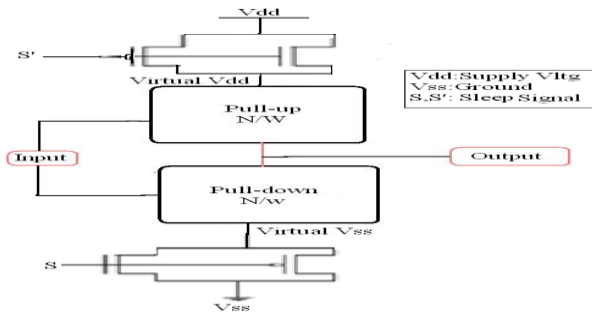 Vdd
S'
Virtual Vdd
Vdd:Supply Vltg
Vss:Ground
S,S': Sleep Signal
Pull-up
N/W
Input
Output
Pull-down
N/w
Virtual Vss
S
Vss